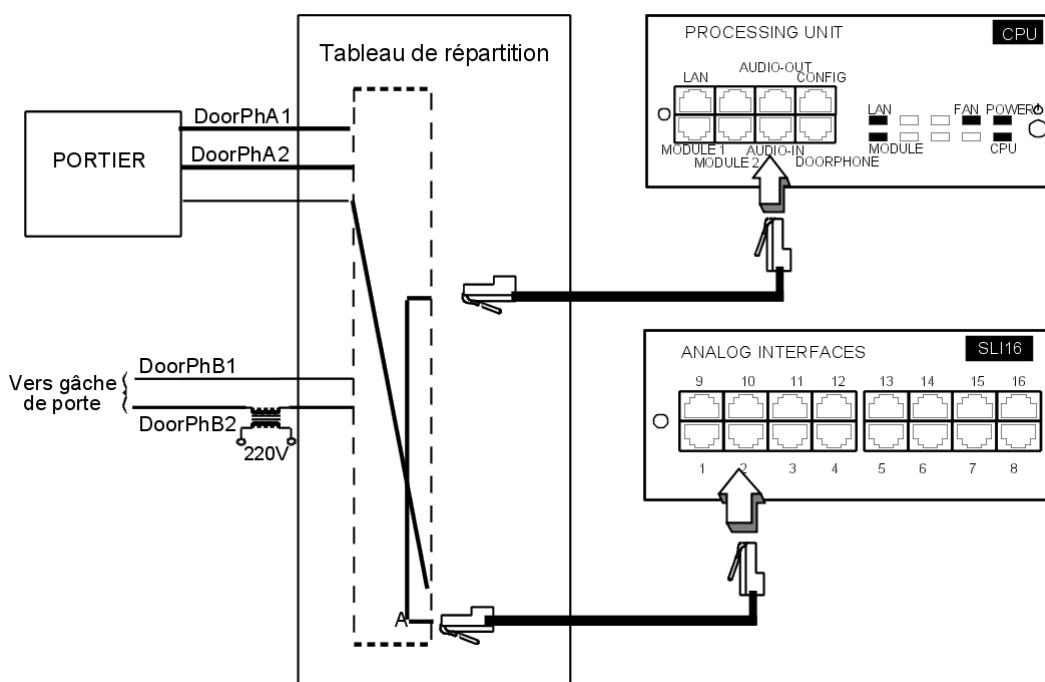 Tableau de répartition
PORTIER
DoorPhA1
DoorPhA2
Vers gâche
de porte
DoorPhB1
DoorPhB2
220V
A
PROCESSING UNIT
CPU
AUDIO-OUT
LAN
CONFIG
MODULE 1
AUDIO-IN
MODULE 2
DOORPHONE
LAN
FAN
POWER
MODULE
CPU
ANALOG INTERFACES
SLI16
9 10 11 12 13 14 15 16
1 2 3 4 5 6 7 8